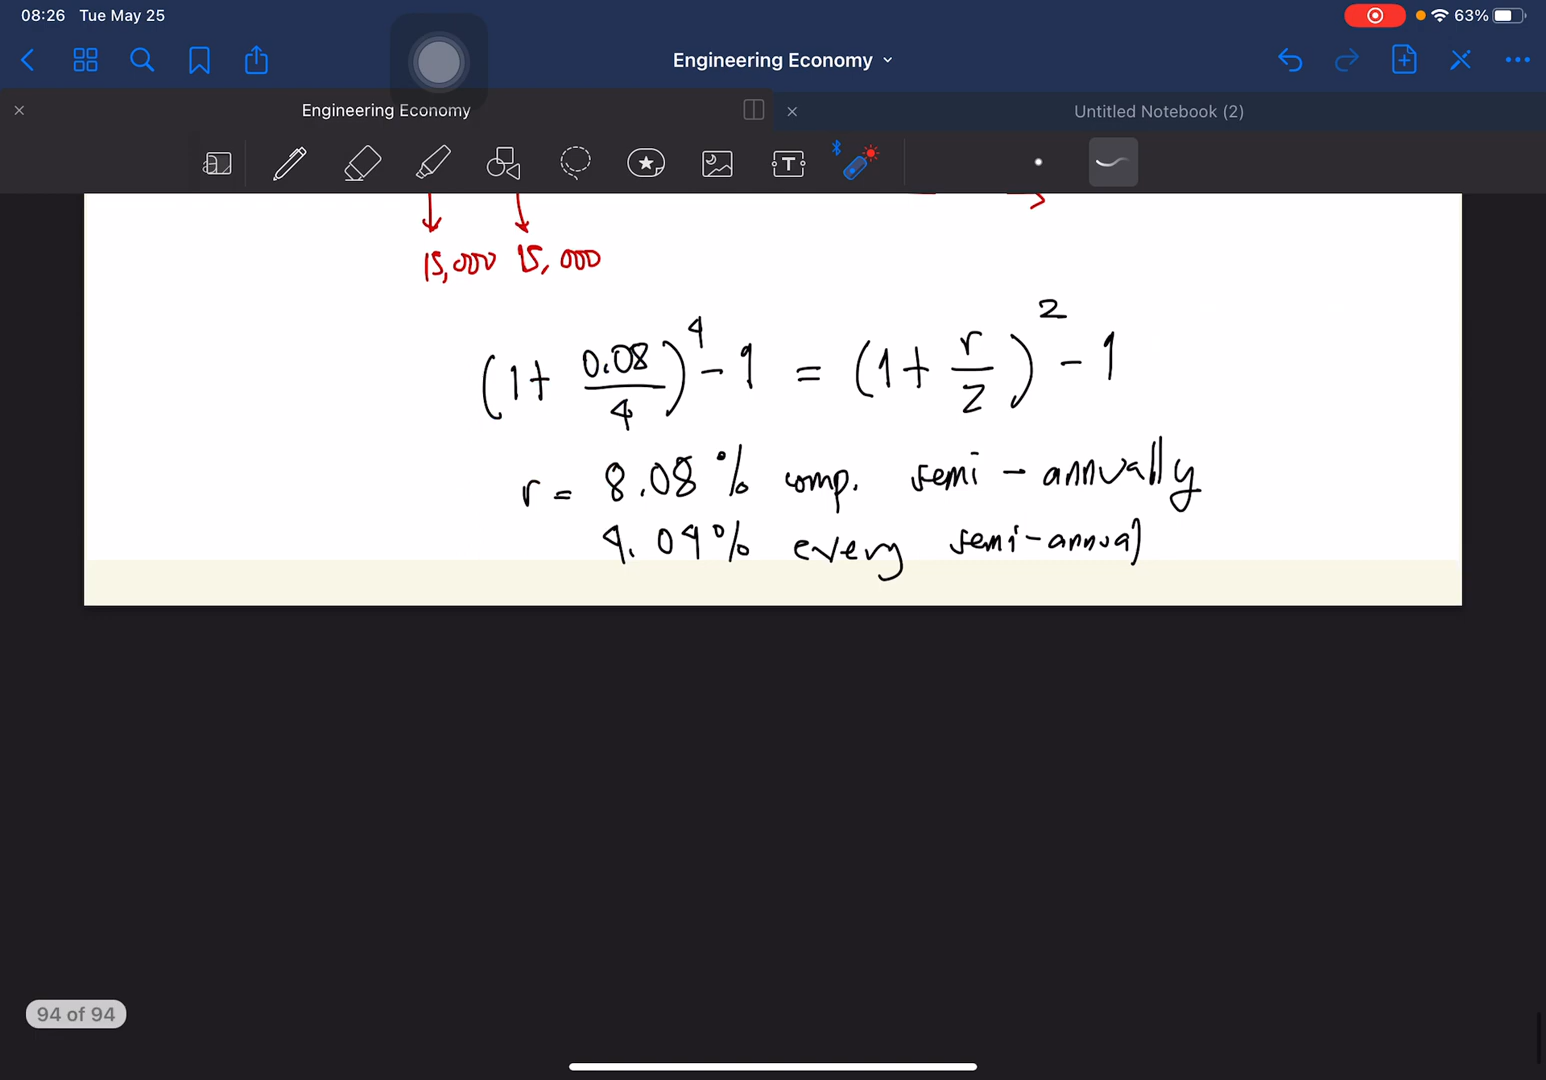 08:26 Tue May 25
63%
Engineering Economy
Engineering Economy
Untitled Notebook (2)
15,000 15,000
(1 + 0.08/4)^4 - 1 = (1 + r/2)^2 - 1
r = 8.08% comp. semi-annually
4.04% every semi-annual
94 of 94